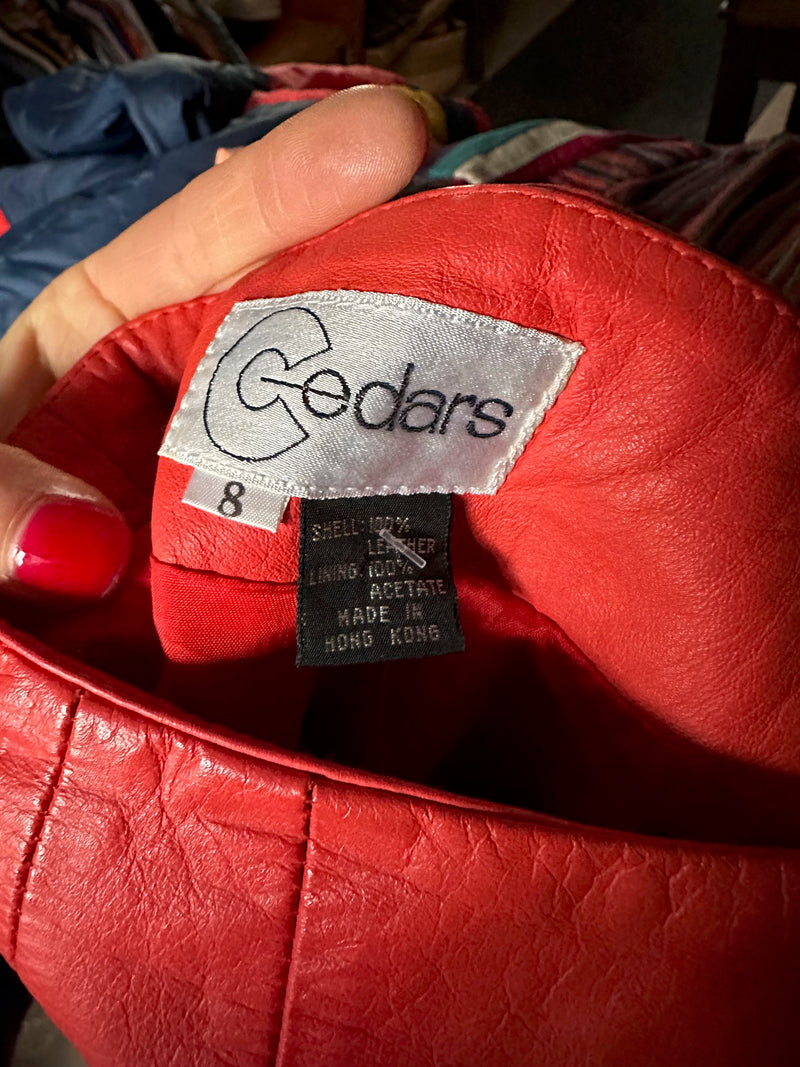 Cedars
8
SHELL: 100%
LEATHER
LINING: 100%
ACETATE
MADE IN
HONG KONG